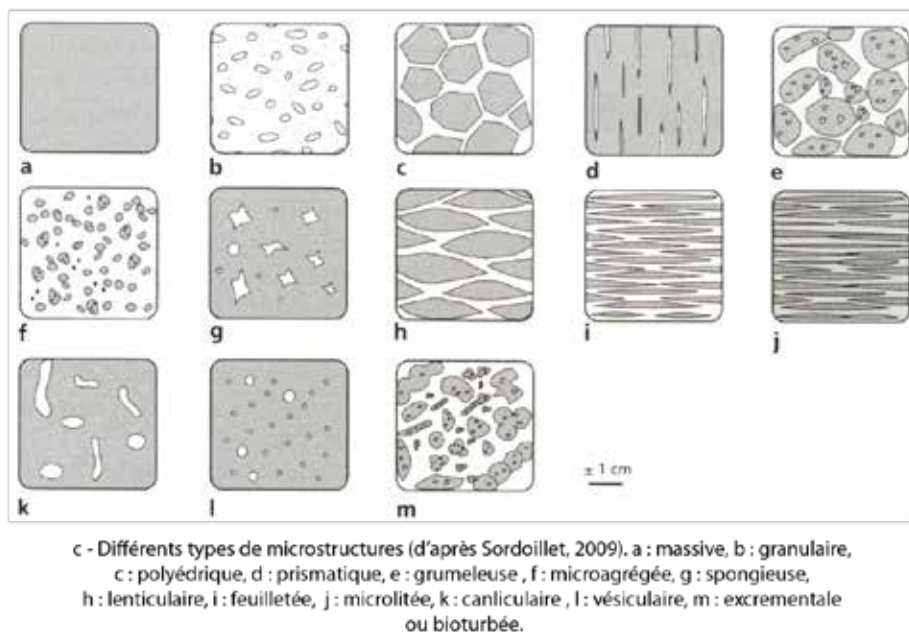 a
b
c
d
e
f
g
h
i
j
k
l
m
± 1 cm
c - Différents types de microstructures (d'après Sordoillet, 2009). a : massive, b : granulaire,
c : polyédrique, d : prismatique, e : grumeleuse , f : microagrégée, g : spongieuse,
h : lenticulaire, i : feuilletée, j : microlitée, k : canliculaire , l : vésiculaire, m : excrementale
ou bioturbée.